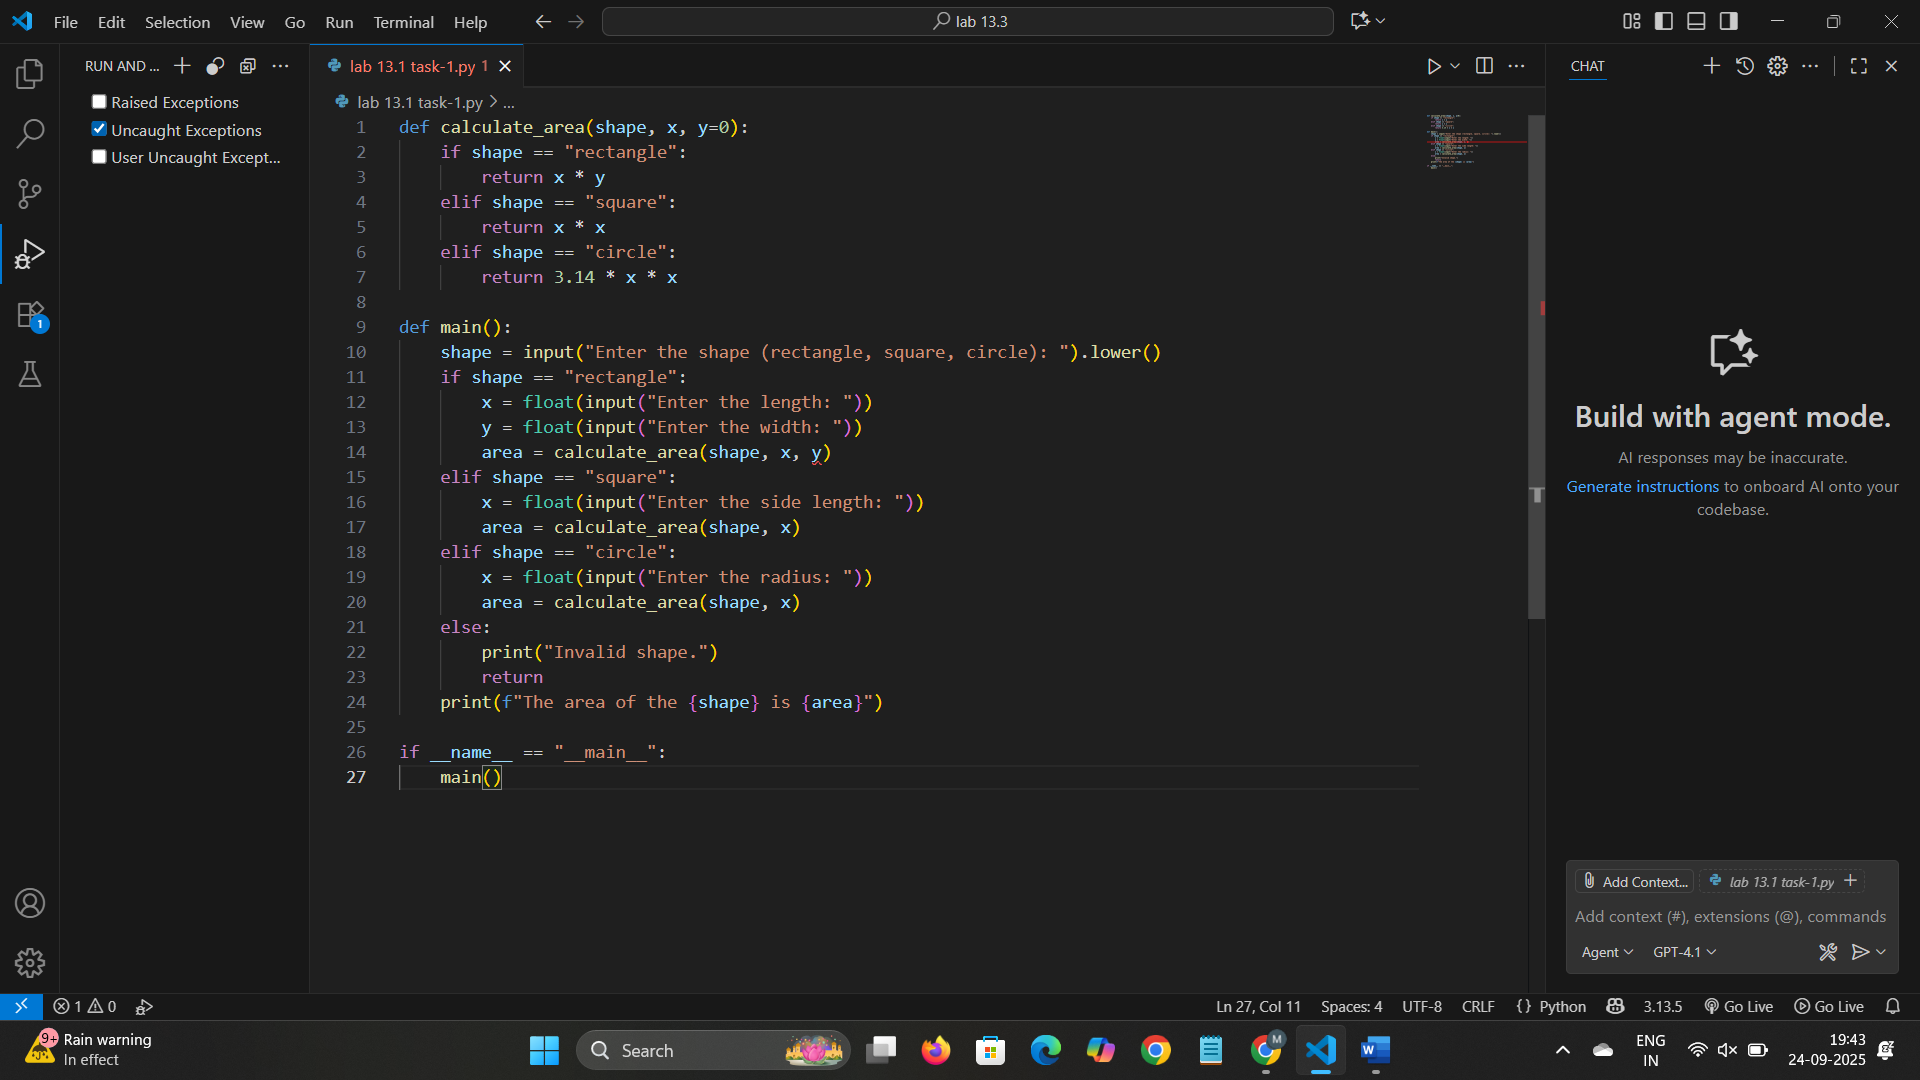 File Edit Selection View Go Run Terminal Help
lab 13.3
RUN AND ...
Raised Exceptions
Uncaught Exceptions
User Uncaught Except...
lab 13.1 task-1.py 1
lab 13.1 task-1.py > ...
1 def calculate_area(shape, x, y=0):
2     if shape == "rectangle":
3         return x * y
4     elif shape == "square":
5         return x * x
6     elif shape == "circle":
7         return 3.14 * x * x
8
9 def main():
10     shape = input("Enter the shape (rectangle, square, circle): ").lower()
11     if shape == "rectangle":
12         x = float(input("Enter the length: "))
13         y = float(input("Enter the width: "))
14         area = calculate_area(shape, x, y)
15     elif shape == "square":
16         x = float(input("Enter the side length: "))
17         area = calculate_area(shape, x)
18     elif shape == "circle":
19         x = float(input("Enter the radius: "))
20         area = calculate_area(shape, x)
21     else:
22         print("Invalid shape.")
23         return
24     print(f"The area of the {shape} is {area}")
25
26 if __name__ == "__main__":
27     main()
CHAT
Build with agent mode.
AI responses may be inaccurate.
Generate instructions to onboard AI onto your
codebase.
Add Context... lab 13.1 task-1.py
Add context (#), extensions (@), commands
Agent GPT-4.1
1
1 0
Ln 27, Col 11 Spaces: 4 UTF-8 CRLF {} Python 3.13.5 Go Live Go Live
9+
Rain warning
In effect
Search
M
W
ENG
IN
19:43
24-09-2025